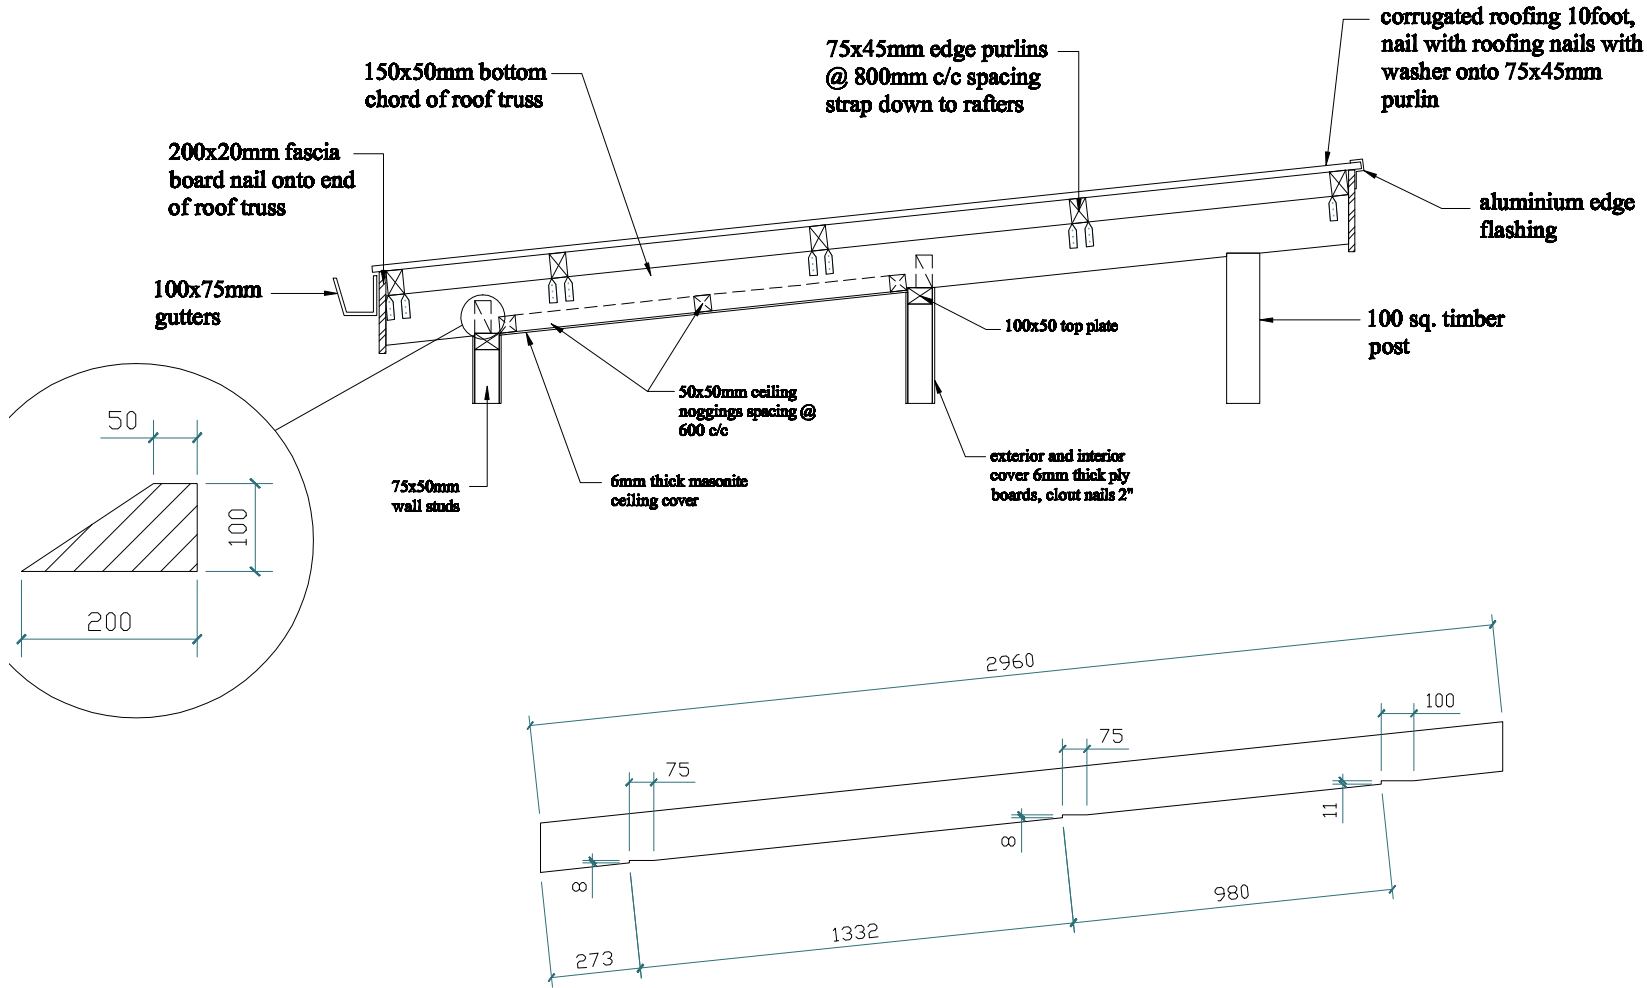 corrugated roofing 10foot,
nail with roofing nails with
washer onto 75x45mm
purlin
75x45mm edge purlins
@ 800mm c/c spacing
strap down to rafters
150x50mm bottom
chord of roof truss
200x20mm fascia
board nail onto end
of roof truss
aluminium edge
flashing
100x75mm
gutters
100x50 top plate
100 sq. timber
post
50x50mm ceiling
noggings spacing @
600 c/c
exterior and interior
cover 6mm thick ply
boards, clout nails 2"
6mm thick masonite
ceiling cover
75x50mm
wall studs
50
100
200
2960
100
75
75
11
8
8
980
1332
273